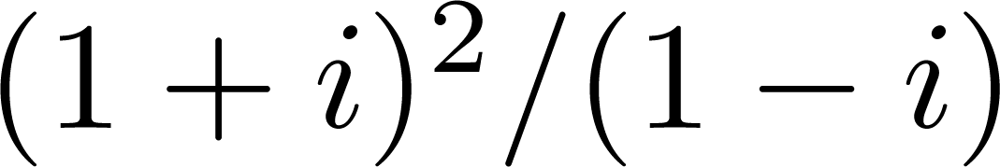 (1 + i)²/(1 − i)